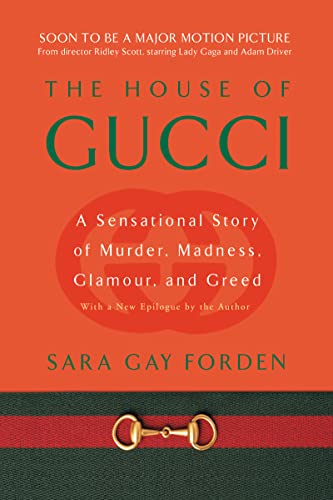 SOON TO BE A MAJOR MOTION PICTURE
From director Ridley Scott, starring Lady Gaga and Adam Driver
THE HOUSE OF
GUCCI
A Sensational Story
of Murder, Madness,
Glamour, and Greed
With a New Epilogue by the Author
SARA GAY FORDEN